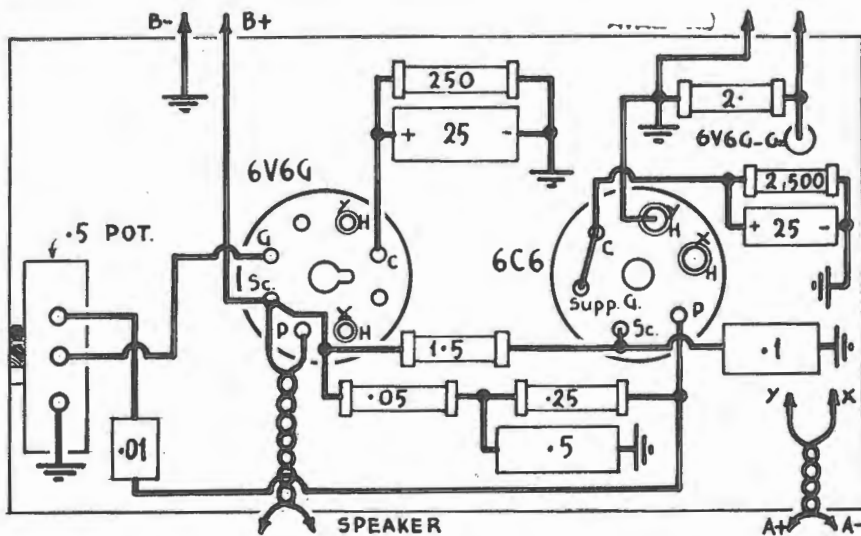 B- B+
250
2.
6V6G-G
+ 25 -
6V6G
2,500
.5 POT.
Y H
G
C
+ 25 -
6C6
C
Y H
X H
Sc.
Supp. G.
P
P
X H
Sc.
1.5
.1
.05
.25
Y X
.01
.5
SPEAKER
A+ A-